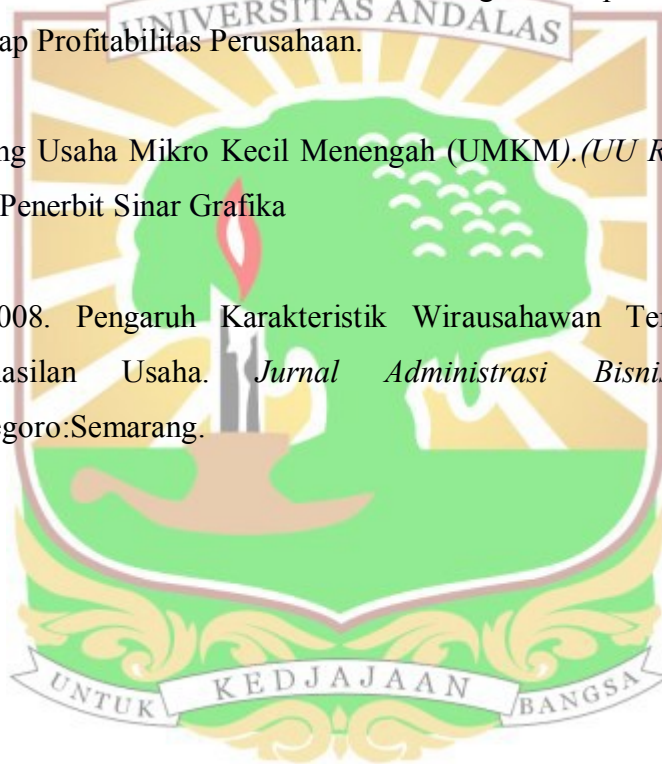 UNIVERSITAS ANDALAS
ap Profitabilitas Perusahaan.
ng Usaha Mikro Kecil Menengah (UMKM).(UU R
Penerbit Sinar Grafika
008. Pengaruh Karakteristik Wirausahawan Ter
asilan Usaha. Jurnal Administrasi Bisnis
egoro:Semarang.
UNTUK KEDJAJAAN BANGSA